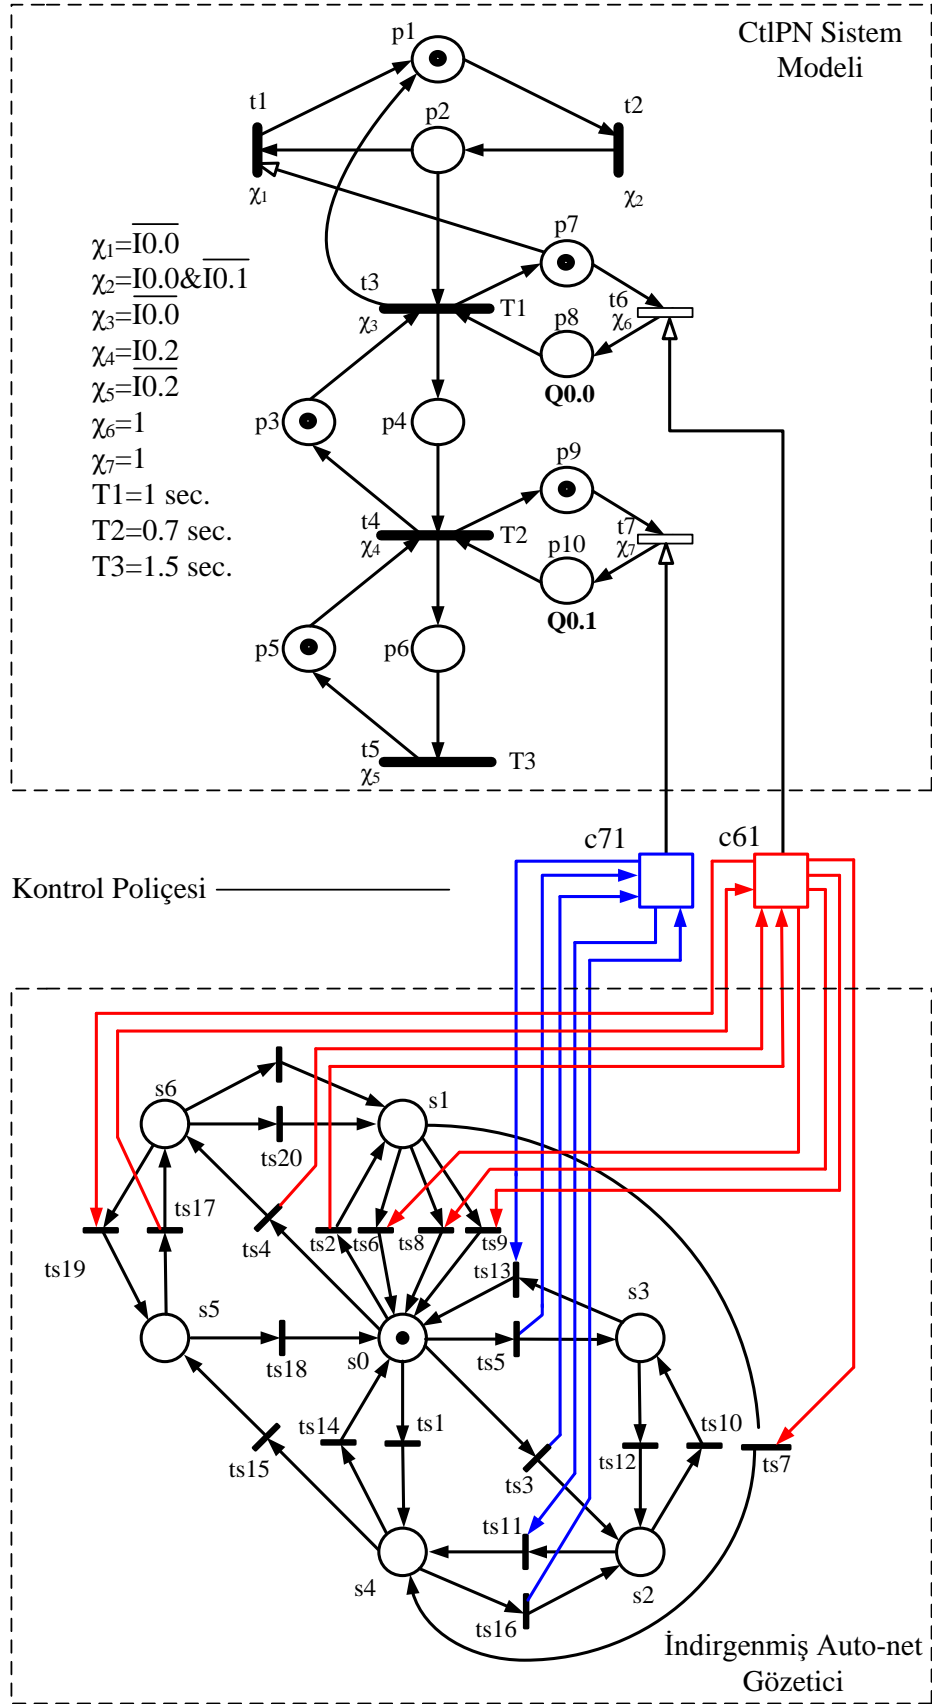 CtlPN Sistem
Modeli
p1
t1
t2
p2
χ1
χ2
p7
χ1=I̅0̅.̅0̅
χ2=I0.0&I̅0̅.̅1̅
χ3=I̅0̅.̅0̅
χ4=I0.2
χ5=I̅0̅.̅2̅
χ6=1
χ7=1
T1=1 sec.
T2=0.7 sec.
T3=1.5 sec.
t3
χ3
T1
p8
t6
χ6
Q0.0
p3
p4
p9
t4
χ4
T2
p10
t7
χ7
Q0.1
p5
p6
t5
χ5
T3
c71
c61
Kontrol Poliçesi
s6
s1
ts20
ts17
ts4
ts2
ts6
ts8
ts9
ts19
ts13
s5
s3
ts18
s0
ts5
ts14
ts1
ts10
ts15
ts3
ts12
ts7
ts11
s4
s2
ts16
İndirgenmiş Auto-net
Gözetici